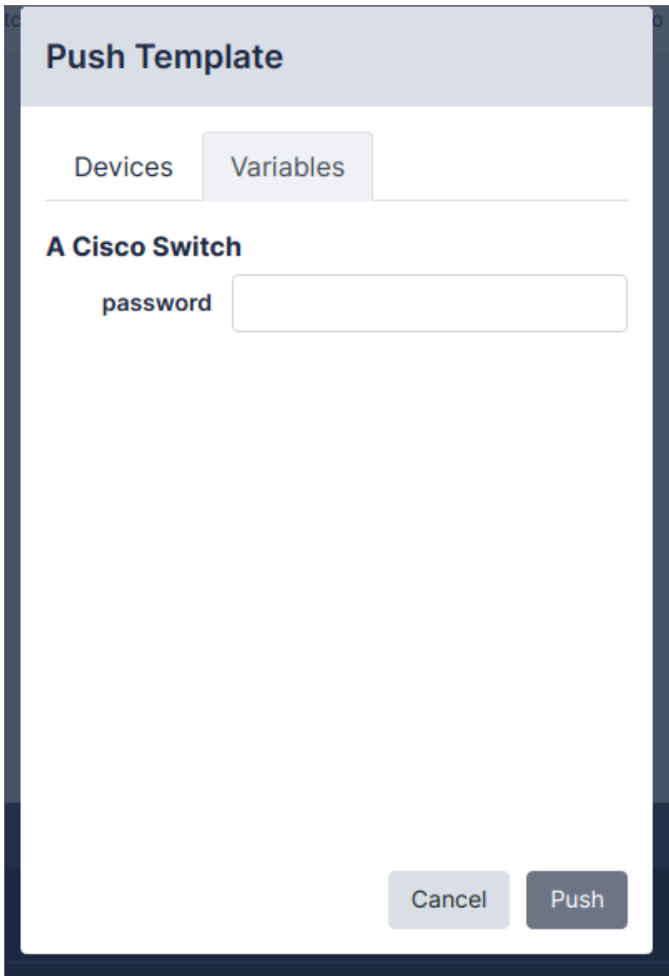 Push Template
Devices Variables
A Cisco Switch
password
Cancel Push